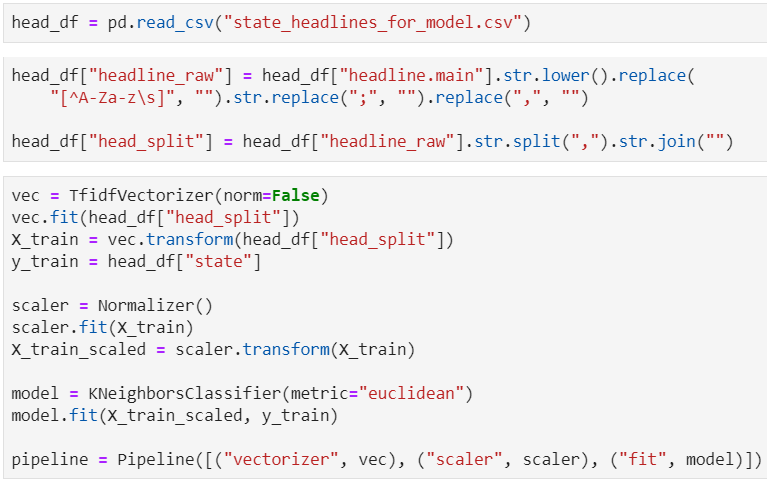 head_df = pd.read_csv("state_headlines_for_model.csv")
head_df["headline_raw"] = head_df["headline.main"].str.lower().replace(
    "[^A-Za-z\s]", "").str.replace(";", "").replace(",", "")
head_df["head_split"] = head_df["headline_raw"].str.split(",").str.join("")
vec = TfidfVectorizer(norm=False)
vec.fit(head_df["head_split"])
X_train = vec.transform(head_df["head_split"])
y_train = head_df["state"]
scaler = Normalizer()
scaler.fit(X_train)
X_train_scaled = scaler.transform(X_train)
model = KNeighborsClassifier(metric="euclidean")
model.fit(X_train_scaled, y_train)
pipeline = Pipeline([("vectorizer", vec), ("scaler", scaler), ("fit", model)])